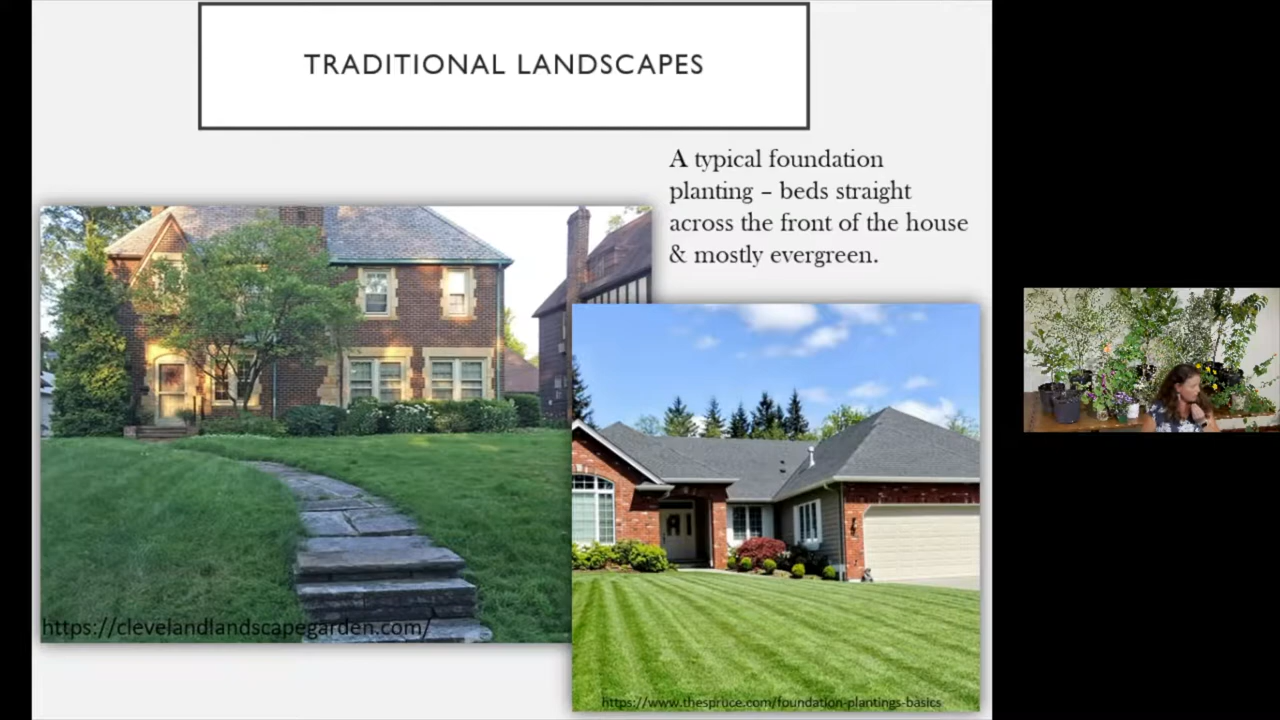 TRADITIONAL LANDSCAPES
A typical foundation
planting – beds straight
across the front of the house
& mostly evergreen.
https://clevelandlandscapegarden.com/
https://www.thespruce.com/foundation-plantings-basics